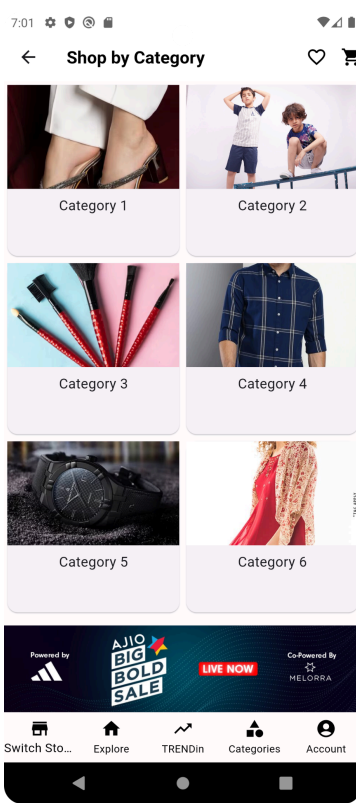 7:01
Shop by Category
Category 1
Category 2
Category 3
Category 4
Category 5
Category 6
Powered by
AJIO
BIG
BOLD
SALE
LIVE NOW
Co-Powered By
MELORRA
Switch Sto...
Explore
TRENDin
Categories
Account